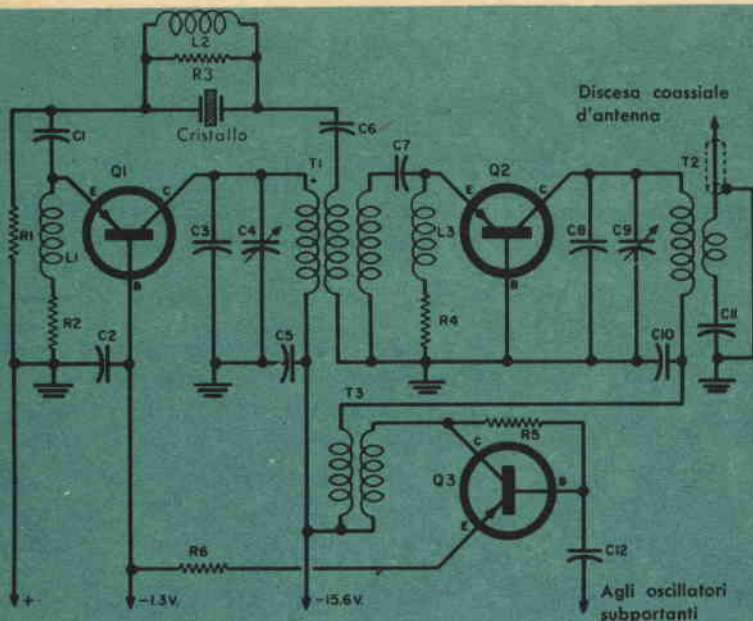 L2
R3
Cristallo
Discesa coassiale
d'antenna
C1
C6
C7
Q1
Q2
T1
T2
E
C
E
C
R1
L1
C3
C4
L3
C8
C9
B
B
R2
C2
C5
R4
C10
C11
T3
R5
C
B
Q3
E
R6
C12
+
-1.3V.
-15.6V.
Agli oscillatori
subportanti